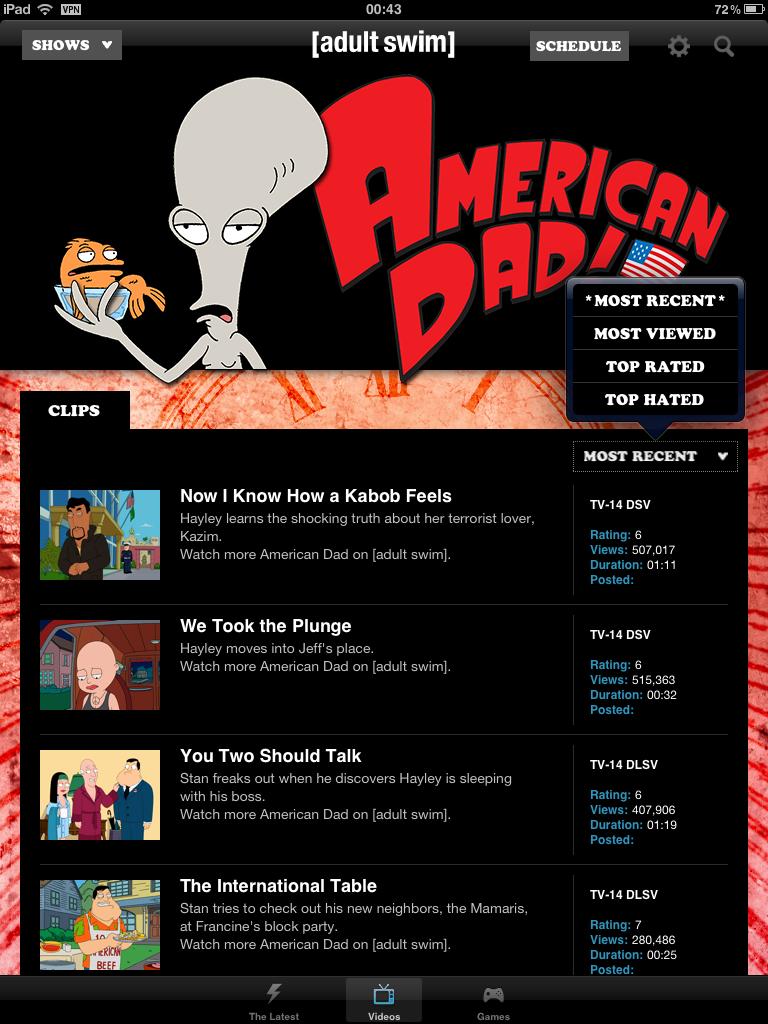 iPad VPN 00:43 72%
SHOWS [adult swim] SCHEDULE
AMERICAN
DAD!
*MOST RECENT*
MOST VIEWED
TOP RATED
TOP HATED
CLIPS
MOST RECENT
Now I Know How a Kabob Feels
Hayley learns the shocking truth about her terrorist lover,
Kazim.
Watch more American Dad on [adult swim].
TV-14 DSV
Rating: 6
Views: 507,017
Duration: 01:11
Posted:
We Took the Plunge
Hayley moves into Jeff's place.
Watch more American Dad on [adult swim].
TV-14 DSV
Rating: 6
Views: 515,363
Duration: 00:32
Posted:
You Two Should Talk
Stan freaks out when he discovers Hayley is sleeping
with his boss.
Watch more American Dad on [adult swim].
TV-14 DLSV
Rating: 6
Views: 407,906
Duration: 01:19
Posted:
The International Table
Stan tries to check out his new neighbors, the Mamaris,
at Francine's block party.
Watch more American Dad on [adult swim].
AMERICAN
BEEF
TV-14 DLSV
Rating: 7
Views: 280,486
Duration: 00:25
Posted:
The Latest Videos Games